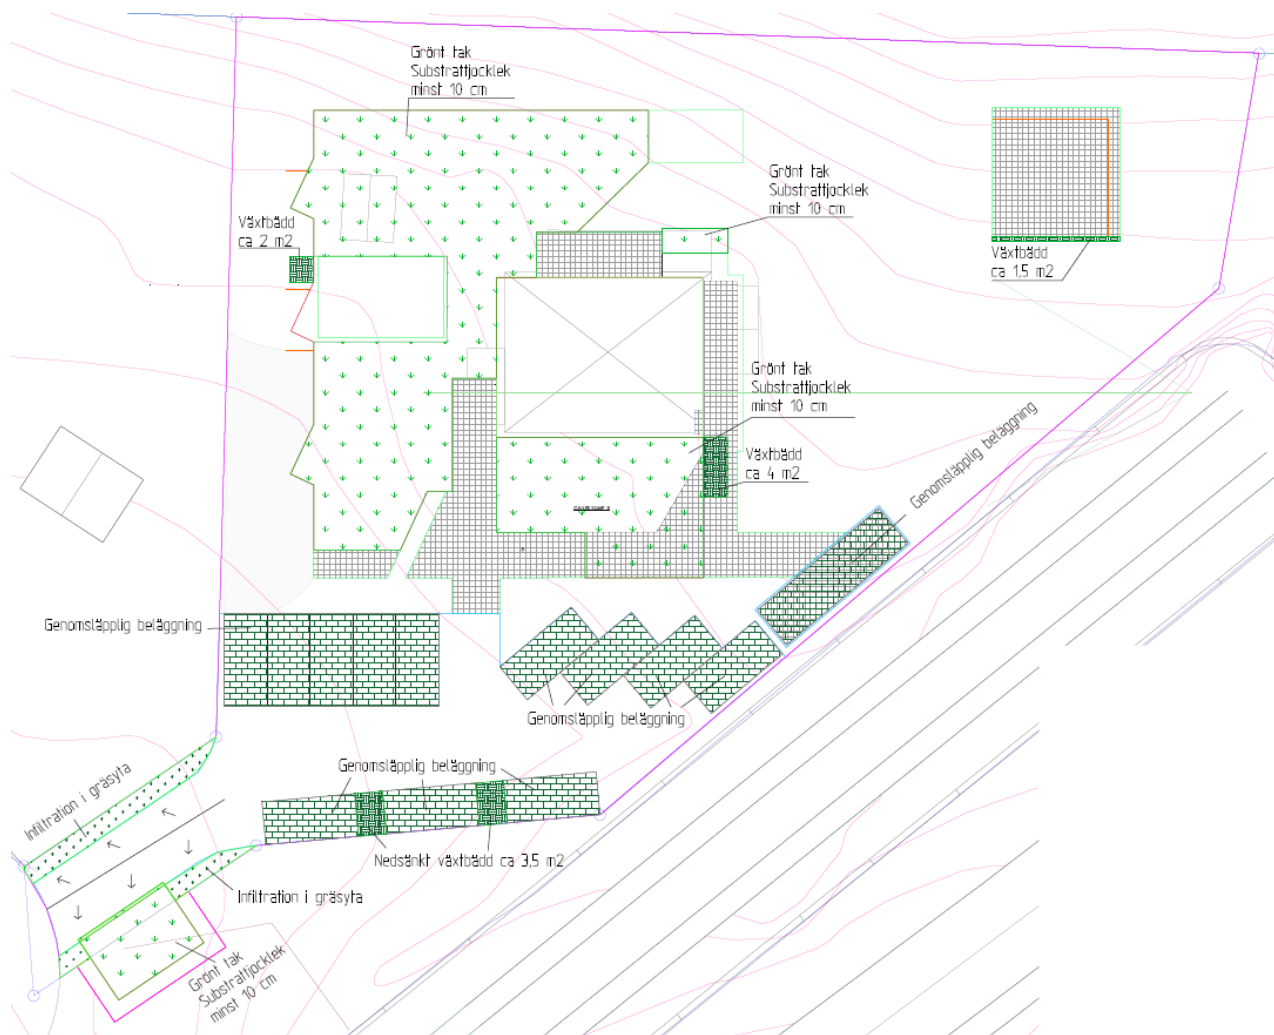 Grönt tak
Substrattjocklek
minst 10 cm
Grönt tak
Substrattjocklek
minst 10 cm
Växtbädd
ca 2 m2
Växtbädd
ca 1,5 m2
Grönt tak
Substrattjocklek
minst 10 cm
Växtbädd
ca 4 m2
Genomsläpplig beläggning
Genomsläpplig beläggning
Genomsläpplig beläggning
Genomsläpplig beläggning
Infiltration i gräsyta
Nedsänkt växtbädd ca 3,5 m2
Infiltration i gräsyta
Grönt tak
Substrattjocklek
minst 10 cm